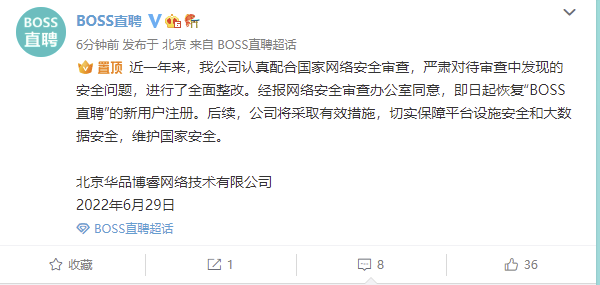 BOSS
直聘
BOSS直聘
6分钟前 发布于 北京 来自 BOSS直聘超话
置顶 近一年来，我公司认真配合国家网络安全审查，严肃对待审查中发现的
安全问题，进行了全面整改。经报网络安全审查办公室同意，即日起恢复“BOSS
直聘”的新用户注册。后续，公司将采取有效措施，切实保障平台设施安全和大数
据安全，维护国家安全。
北京华品博睿网络技术有限公司
2022年6月29日
BOSS直聘超话
收藏 1 8 36